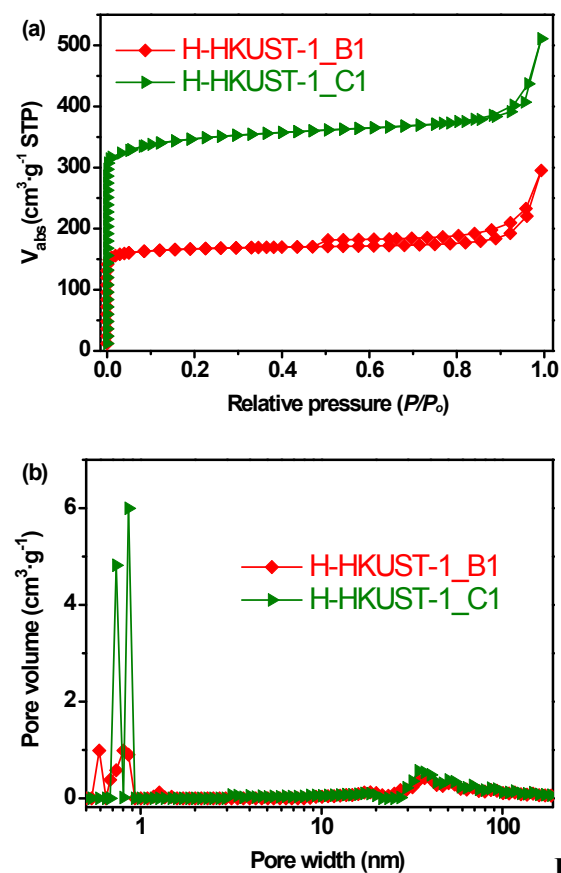 (a)
H-HKUST-1_B1
H-HKUST-1_C1
500
400
300
200
100
0
V_abs (cm³·g⁻¹ STP)
0.0 0.2 0.4 0.6 0.8 1.0
Relative pressure (P/Pₒ)
(b)
H-HKUST-1_B1
H-HKUST-1_C1
6
4
2
0
Pore volume (cm³·g⁻¹)
1 10 100
Pore width (nm)